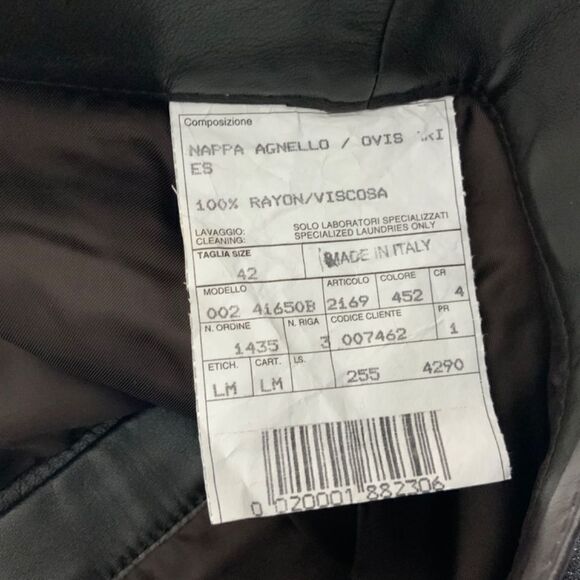 Composizione
NAPPA AGNELLO / OVIS
ES
100% RAYON/VISCOSA
LAVAGGIO: SOLO LABORATORI SPECIALIZZATI
CLEANING: SPECIALIZED LAUNDRIES ONLY
TAGLIA SIZE
42 MADE IN ITALY
MODELLO ARTICOLO COLORE CR
002 41650B 2169 452 4
N. ORDINE N. RIGA CODICE CLIENTE PR
1435 3 007462 1
ETICH. CART. LS.
LM LM 255 4290
0 020001 882306